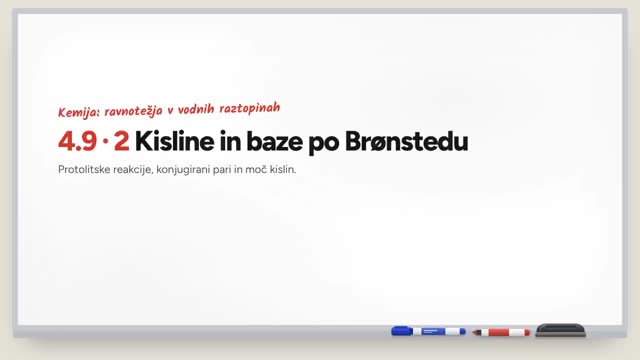 Kemija: ravnotežja v vodnih raztopinah
4.9 · 2 Kisline in baze po Brønstedu
Protolitske reakcije, konjugirani pari in moč kislin.